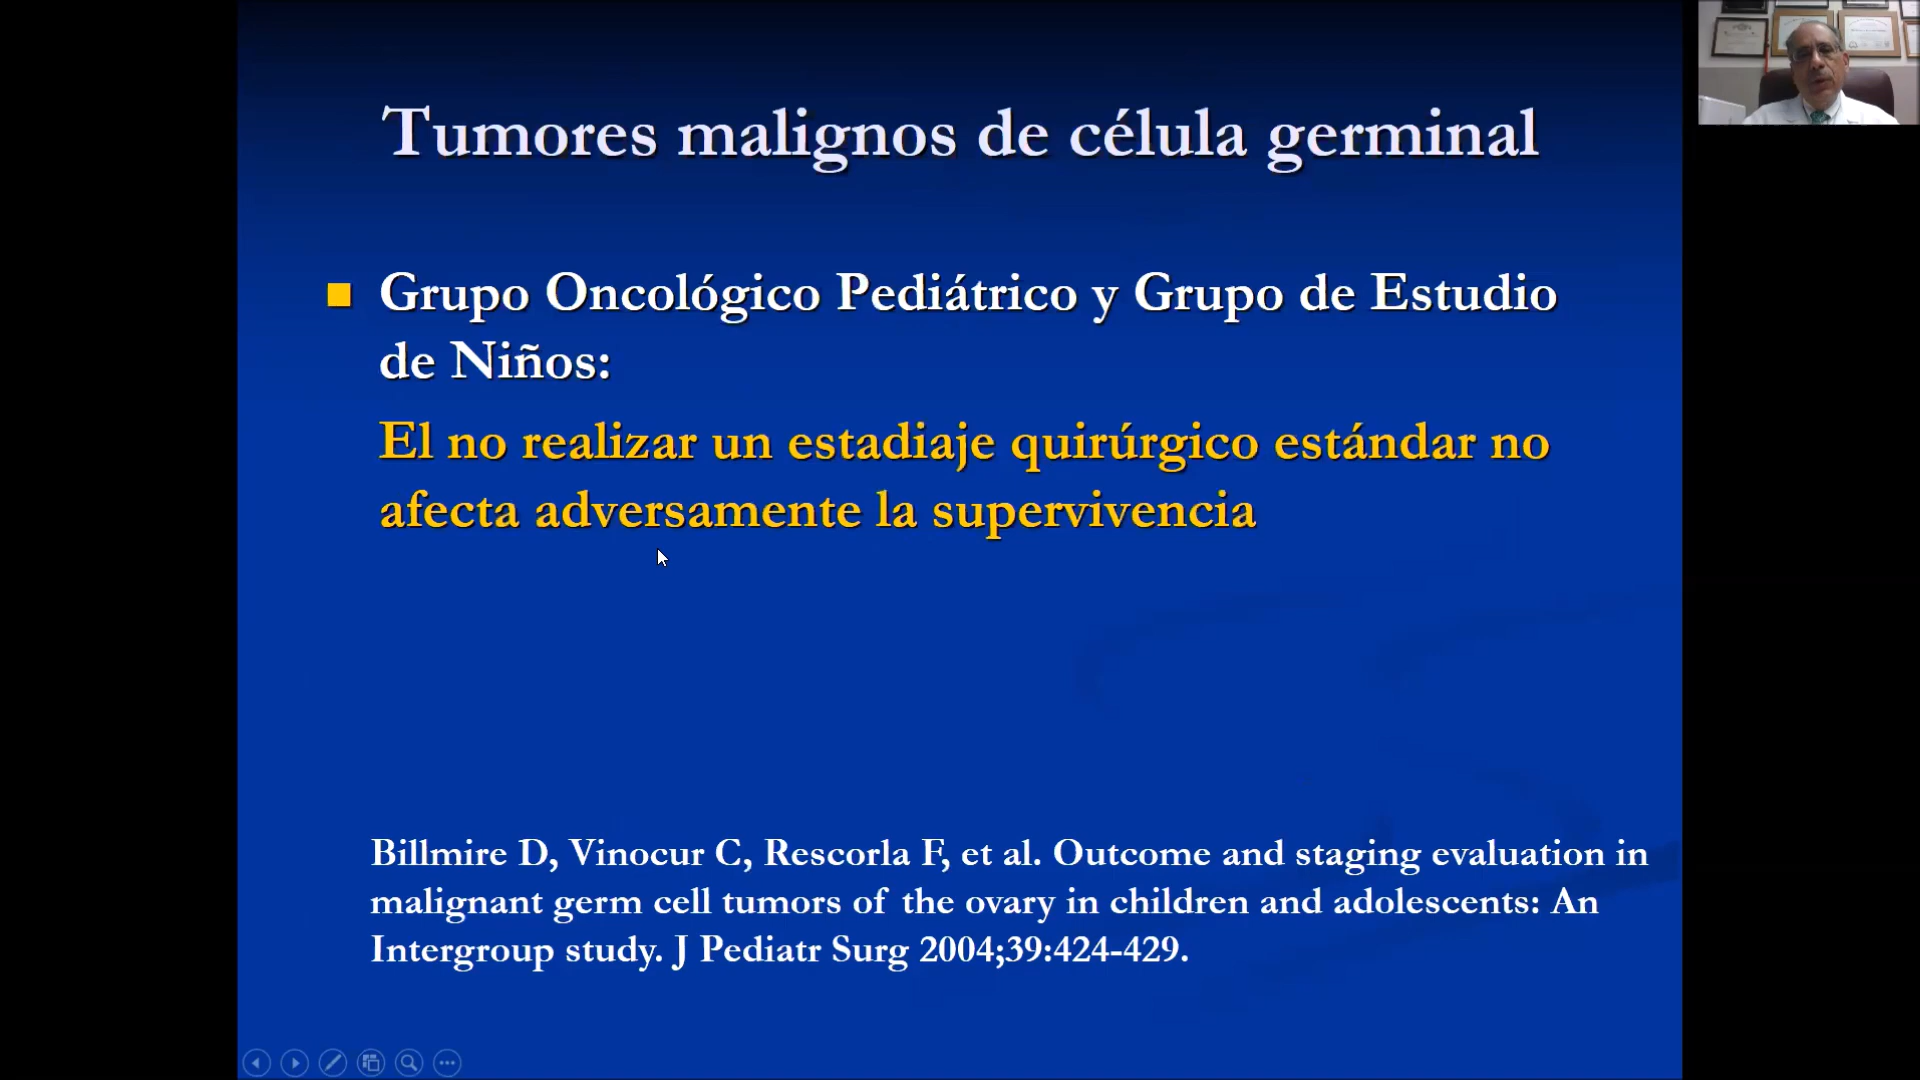 Tumores malignos de célula germinal
Grupo Oncológico Pediátrico y Grupo de Estudio
de Niños:
El no realizar un estadiaje quirúrgico estándar no
afecta adversamente la supervivencia
Billmire D, Vinocur C, Rescorla F, et al. Outcome and staging evaluation in
malignant germ cell tumors of the ovary in children and adolescents: An
Intergroup study. J Pediatr Surg 2004;39:424-429.